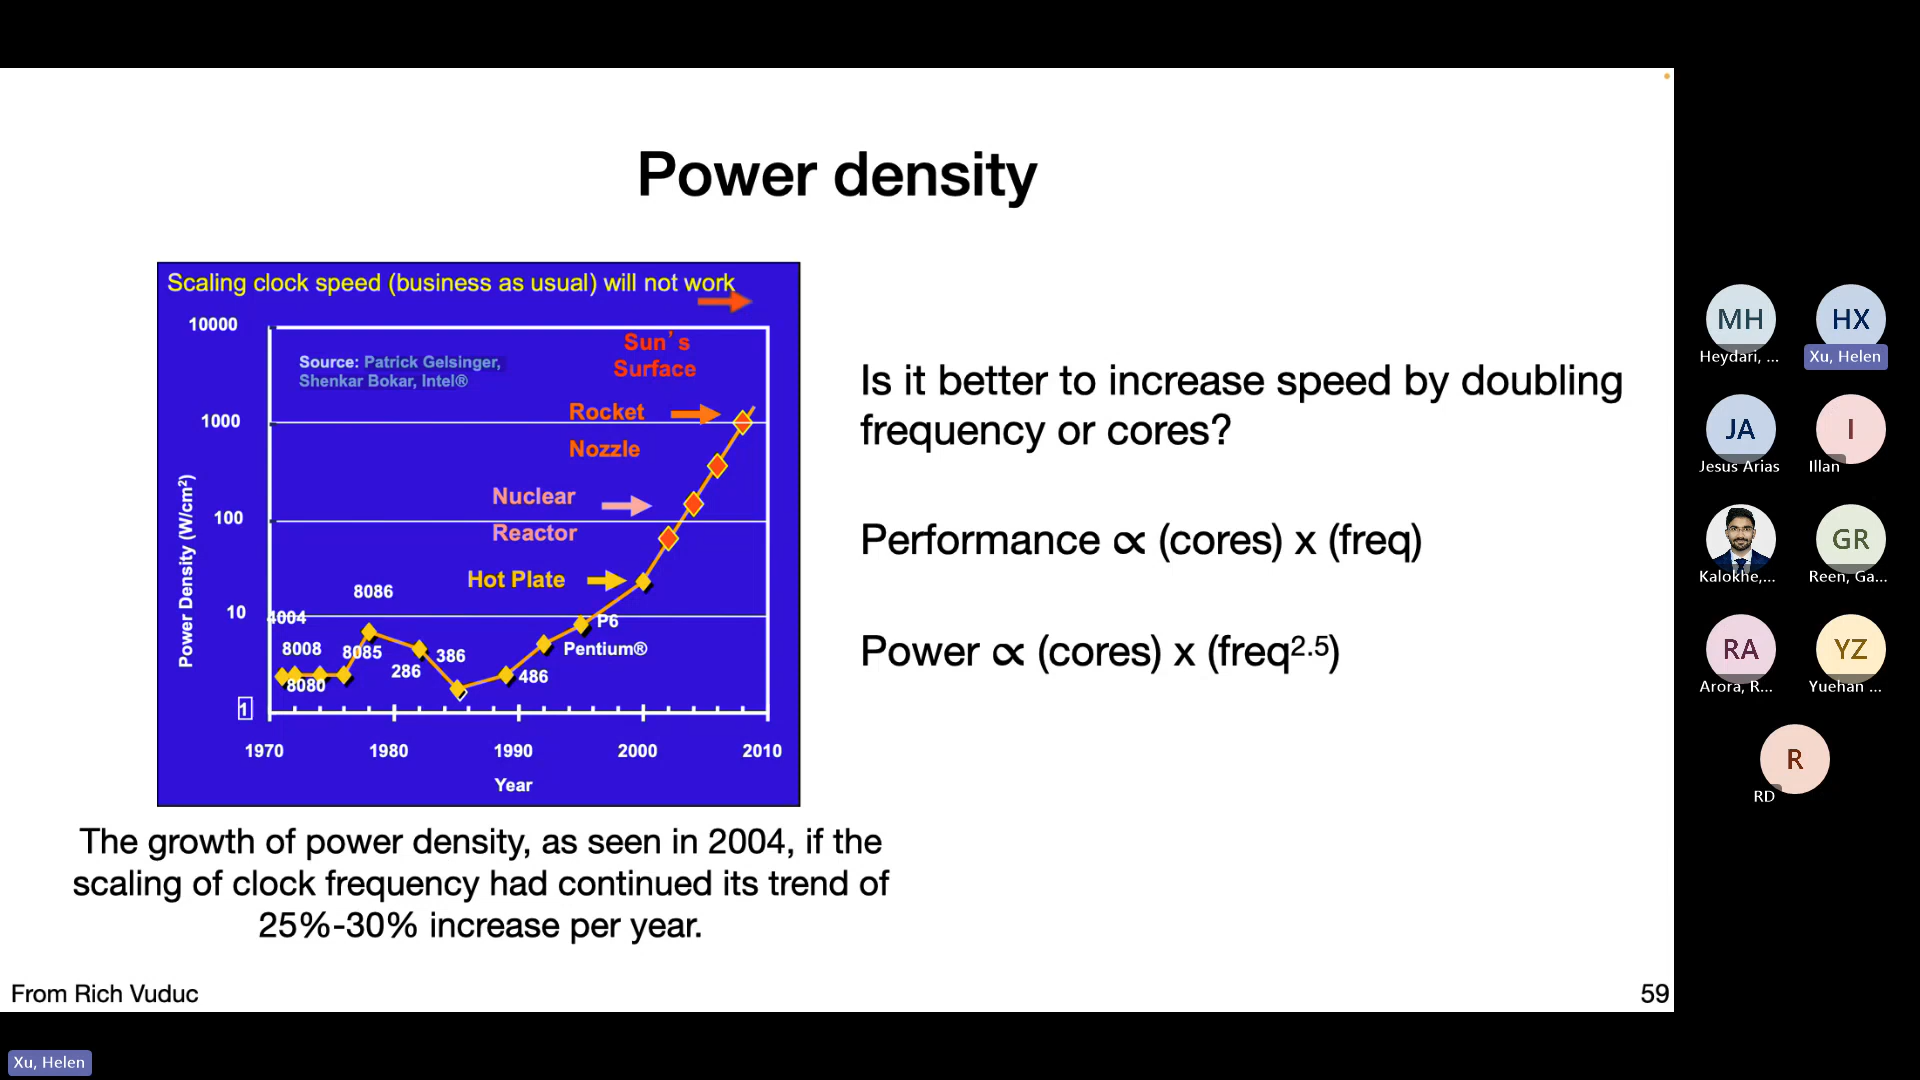 Power density
Scaling clock speed (business as usual) will not work
10000
1000
100
10
1
Power Density (W/cm²)
Source: Patrick Gelsinger,
Shenkar Bokar, Intel®
Sun's
Surface
Rocket
Nozzle
Nuclear
Reactor
Hot Plate
8086
4004
8008
8085
8080
286
386
486
P6
Pentium®
1970
1980
1990
2000
2010
Year
The growth of power density, as seen in 2004, if the
scaling of clock frequency had continued its trend of
25%-30% increase per year.
Is it better to increase speed by doubling
frequency or cores?
Performance ∝ (cores) x (freq)
Power ∝ (cores) x (freq²·⁵)
From Rich Vuduc
59
MH
Heydari, ...
HX
Xu, Helen
JA
Jesus Arias
I
Illan
Kalokhe,...
GR
Reen, Ga...
RA
Arora, R...
YZ
Yuehan ...
R
RD
Xu, Helen